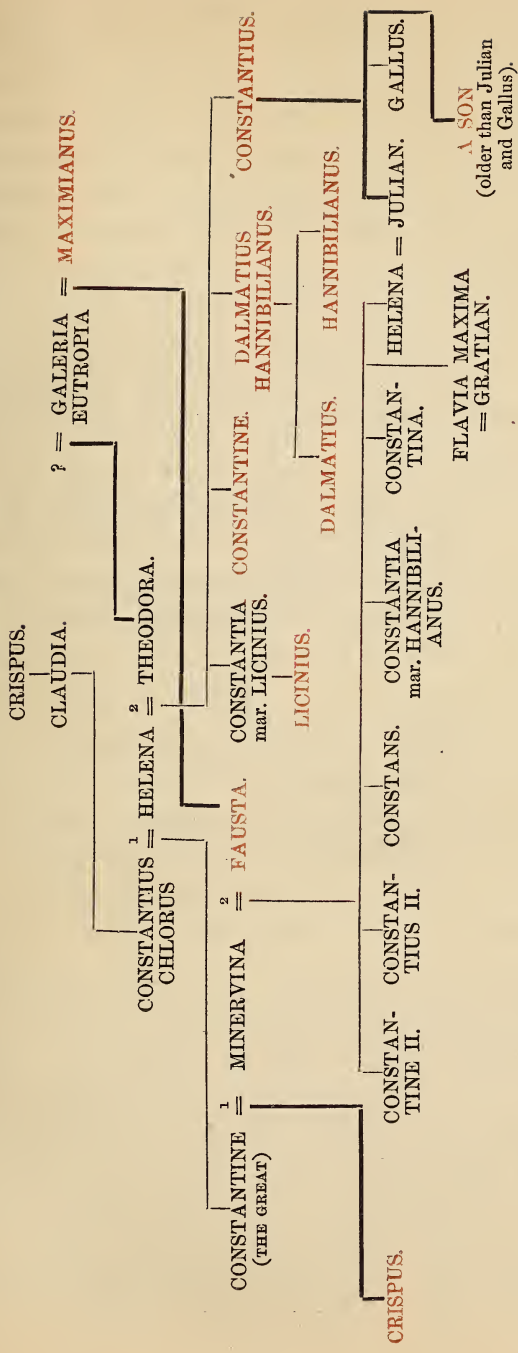 CRISPUS.
CLAUDIA.
? = GALERIA = MAXIMIANUS.
EUTROPIA
CONSTANTIUS 1 = HELENA 2 = THEODORA.
CHLORUS
CONSTANTINE 1 = MINERVINA 2 = FAUSTA.
(THE GREAT)
CONSTANTIA
mar. LICINIUS.
CONSTANTINE.
DALMATIUS
HANNIBILIANUS.
CONSTANTIUS.
LICINIUS.
DALMATIUS.
HANNIBILIANUS.
CRISPUS.
CONSTAN-
TINE II.
CONSTAN-
TIUS II.
CONSTANS.
CONSTANTIA
mar. HANNIBILI-
ANUS.
CONSTAN-
TINA.
HELENA = JULIAN.
GALLUS.
FLAVIA MAXIMA
= GRATIAN.
A SON
(older than Julian
and Gallus).